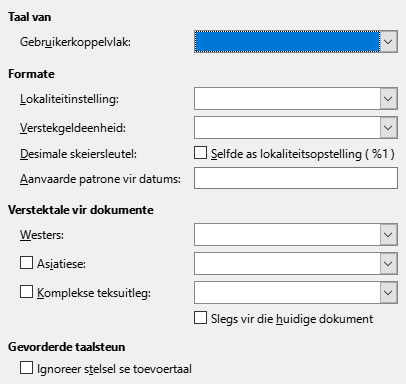 Taal van
Gebruikerkoppelvlak:
Formate
Lokaliteitinstelling:
Verstekgeldeenheid:
Desimale skeiersleutel: Selfde as lokaliteitsopstelling ( %1 )
Aanvaarde patrone vir datums:
Verstektale vir dokumente
Westers:
Asiatiese:
Komplekse teksuitleg:
Slegs vir die huidige dokument
Gevorderde taalsteun
Ignoreer stelsel se toevoertaal